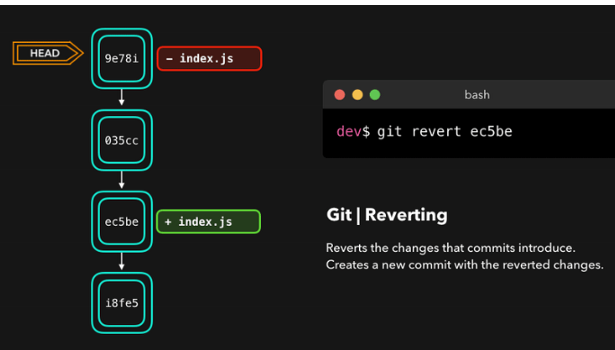 HEAD
9e78i
- index.js
035cc
ec5be
+ index.js
i8fe5
bash
dev$ git revert ec5be
Git | Reverting
Reverts the changes that commits introduce.
Creates a new commit with the reverted changes.